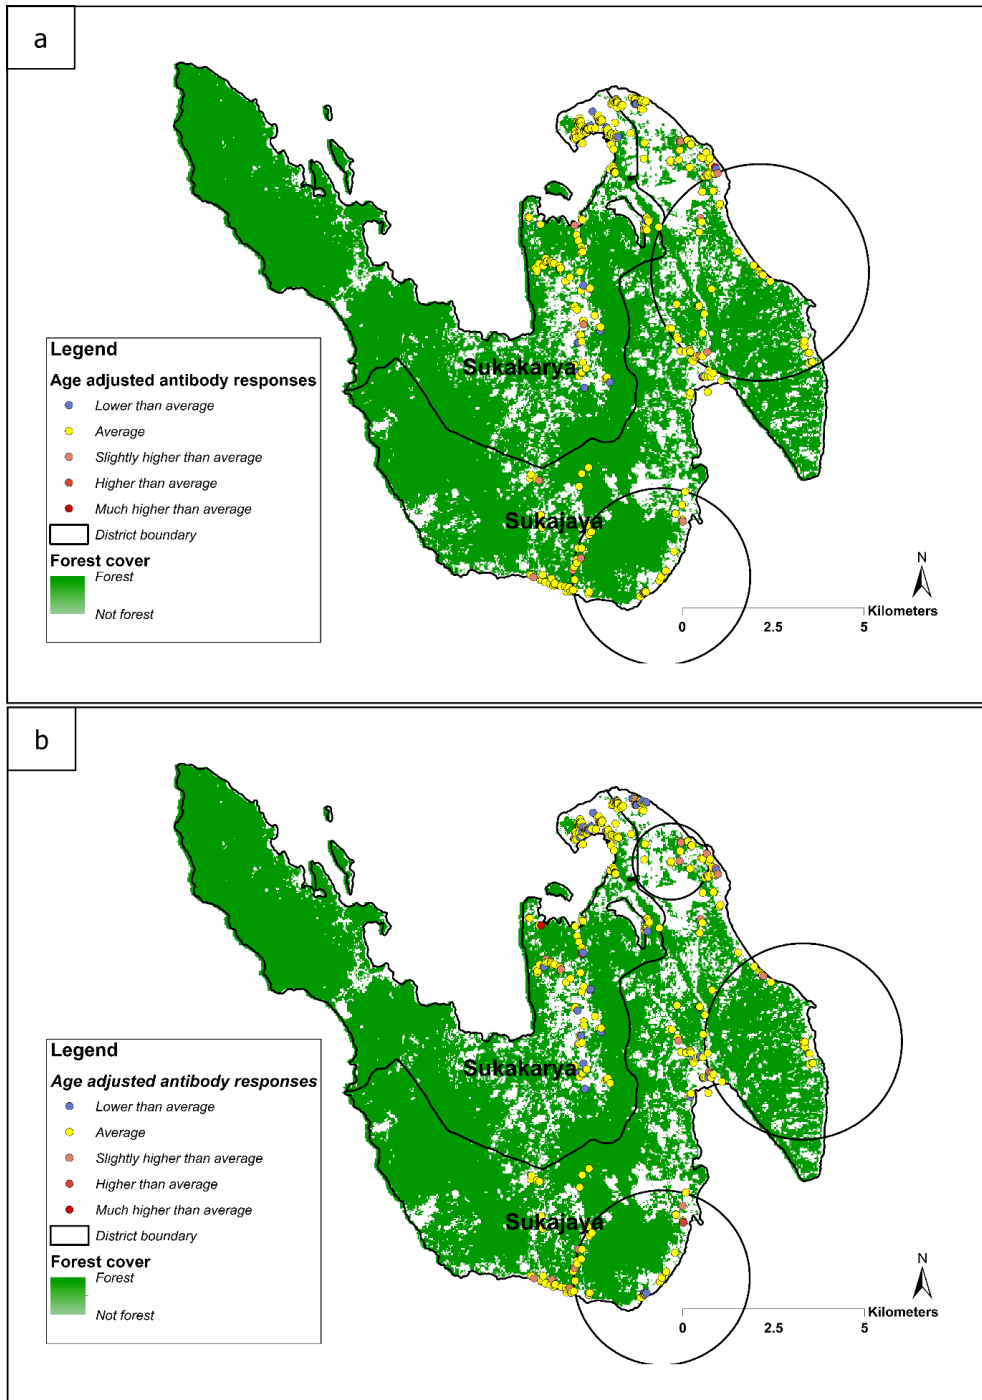 a
Sukakarya
Legend
Age adjusted antibody responses
Lower than average
Average
Slightly higher than average
Higher than average
Much higher than average
District boundary
Forest cover
Forest
Not forest
Sukajaya
N
Kilometers
0 2.5 5
b
Sukakarya
Legend
Age adjusted antibody responses
Lower than average
Average
Slightly higher than average
Higher than average
Much higher than average
District boundary
Forest cover
Forest
Not forest
Sukajaya
N
Kilometers
0 2.5 5